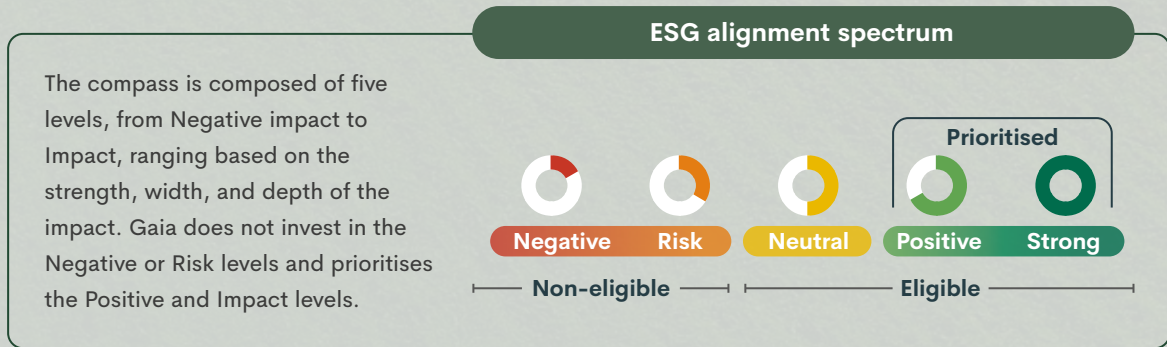 ESG alignment spectrum
The compass is composed of five
levels, from Negative impact to
Impact, ranging based on the
strength, width, and depth of the
impact. Gaia does not invest in the
Negative or Risk levels and prioritises
the Positive and Impact levels.
Prioritised
Negative Risk Neutral Positive Strong
Non-eligible Eligible